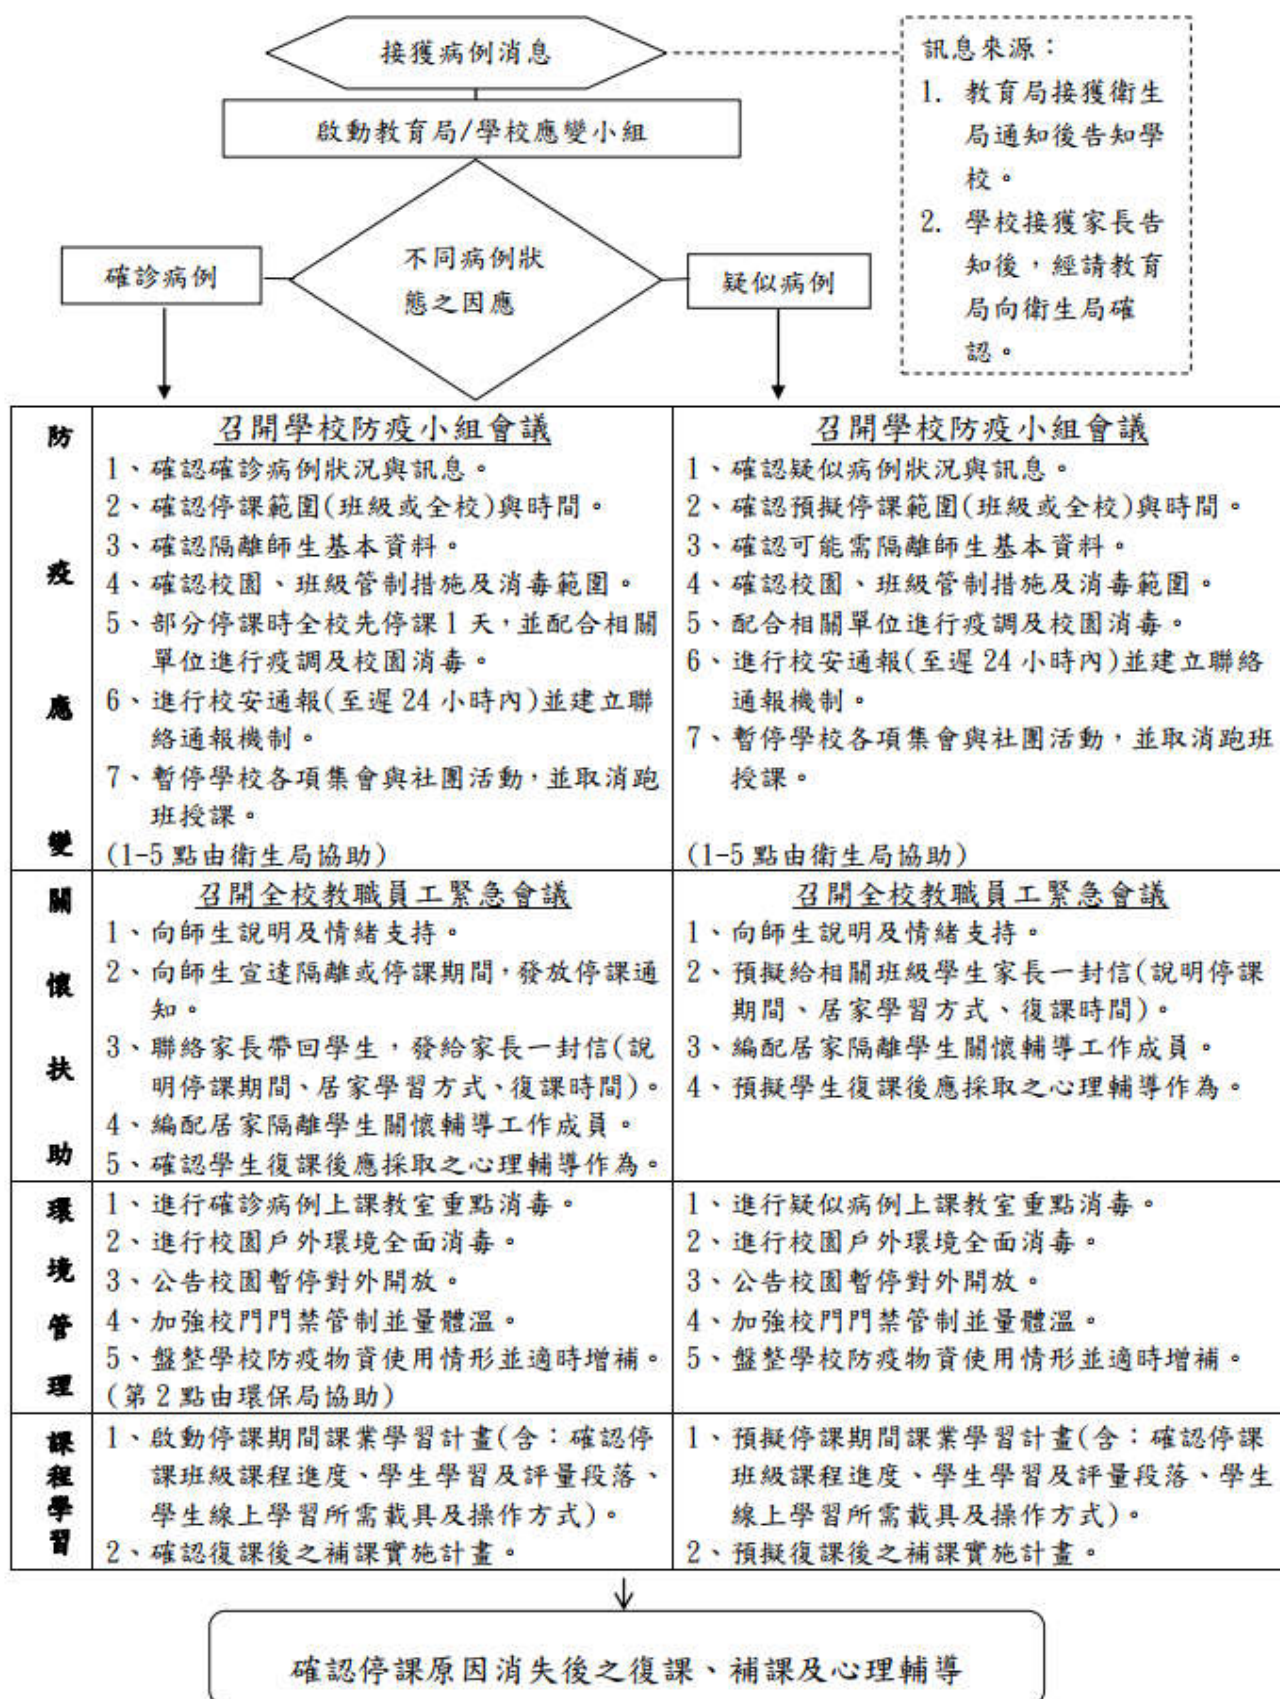 接獲病例消息
啟動教育局/學校應變小組
不同病例狀
態之因應
確診病例
疑似病例
訊息來源：
1. 教育局接獲衛生
局通知後告知學
校。
2. 學校接獲家長告
知後，經請教育
局向衛生局確
認。
防疫應變
召開學校防疫小組會議
1、確認確診病例狀況與訊息。
2、確認停課範圍(班級或全校)與時間。
3、確認隔離師生基本資料。
4、確認校園、班級管制措施及消毒範圍。
5、部分停課時全校先停課1天，並配合相關
單位進行疫調及校園消毒。
6、進行校安通報(至遲24小時內)並建立聯
絡通報機制。
7、暫停學校各項集會與社團活動，並取消跑
班授課。
(1-5點由衛生局協助)
召開學校防疫小組會議
1、確認疑似病例狀況與訊息。
2、確認預擬停課範圍(班級或全校)與時間。
3、確認可能需隔離師生基本資料。
4、確認校園、班級管制措施及消毒範圍。
5、配合相關單位進行疫調及校園消毒。
6、進行校安通報(至遲24小時內)並建立聯絡
通報機制。
7、暫停學校各項集會與社團活動，並取消跑班
授課。
(1-5點由衛生局協助)
關懷扶助
召開全校教職員工緊急會議
1、向師生說明及情緒支持。
2、向師生宣達隔離或停課期間，發放停課通
知。
3、聯絡家長帶回學生，發給家長一封信(說
明停課期間、居家學習方式、復課時間)。
4、編配居家隔離學生關懷輔導工作成員。
5、確認學生復課後應採取之心理輔導作為。
召開全校教職員工緊急會議
1、向師生說明及情緒支持。
2、預擬給相關班級學生家長一封信(說明停課
期間、居家學習方式、復課時間)。
3、編配居家隔離學生關懷輔導工作成員。
4、預擬學生復課後應採取之心理輔導作為。
環境管理
1、進行確診病例上課教室重點消毒。
2、進行校園戶外環境全面消毒。
3、公告校園暫停對外開放。
4、加強校門門禁管制並量體溫。
5、盤整學校防疫物資使用情形並適時增補。
(第2點由環保局協助)
1、進行疑似病例上課教室重點消毒。
2、進行校園戶外環境全面消毒。
3、公告校園暫停對外開放。
4、加強校門門禁管制並量體溫。
5、盤整學校防疫物資使用情形並適時增補。
課程學習
1、啟動停課期間課業學習計畫(含：確認停
課班級課程進度、學生學習及評量段落、
學生線上學習所需載具及操作方式)。
2、確認復課後之補課實施計畫。
1、預擬停課期間課業學習計畫(含：確認停課
班級課程進度、學生學習及評量段落、學生
線上學習所需載具及操作方式)。
2、預擬復課後之補課實施計畫。
確認停課原因消失後之復課、補課及心理輔導